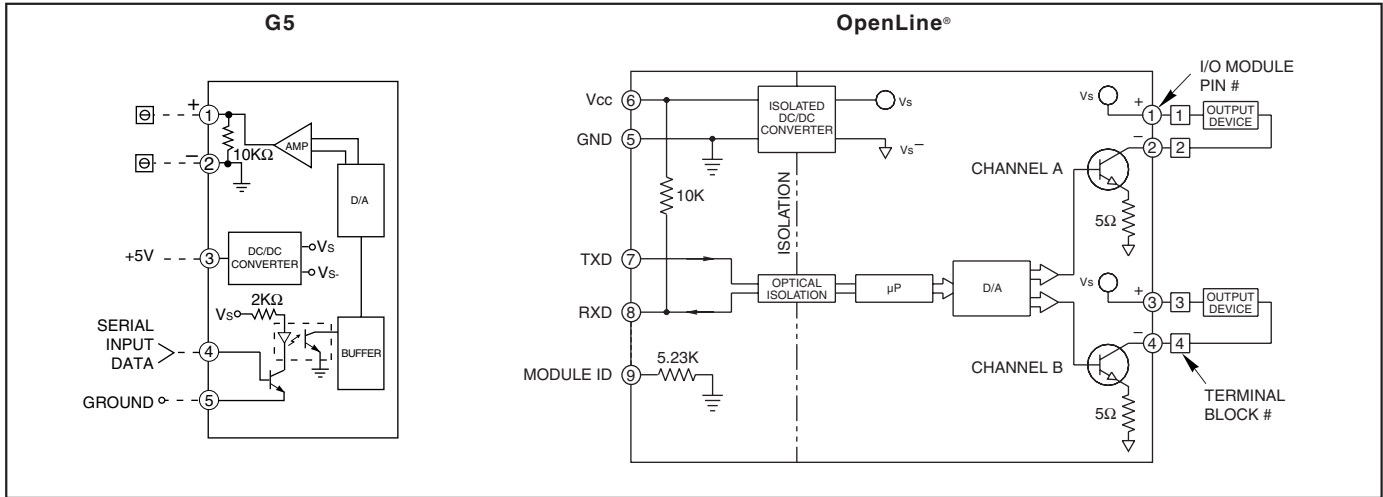 G5
+
1
10KΩ
AMP
−
2
D/A
+5V
3
DC/DC
CONVERTER
VS
VS-
2KΩ
VS
SERIAL
INPUT
DATA
4
BUFFER
GROUND
5
OpenLine®
I/O MODULE
PIN #
Vcc
6
ISOLATED
DC/DC
CONVERTER
Vs
Vs
+
1
1
OUTPUT
DEVICE
GND
5
Vs−
−
2
2
CHANNEL A
10K
ISOLATION
5Ω
TXD
7
OPTICAL
ISOLATION
µP
D/A
Vs
+
3
3
OUTPUT
DEVICE
RXD
8
−
4
4
5.23K
MODULE ID
9
CHANNEL B
TERMINAL
BLOCK #
5Ω